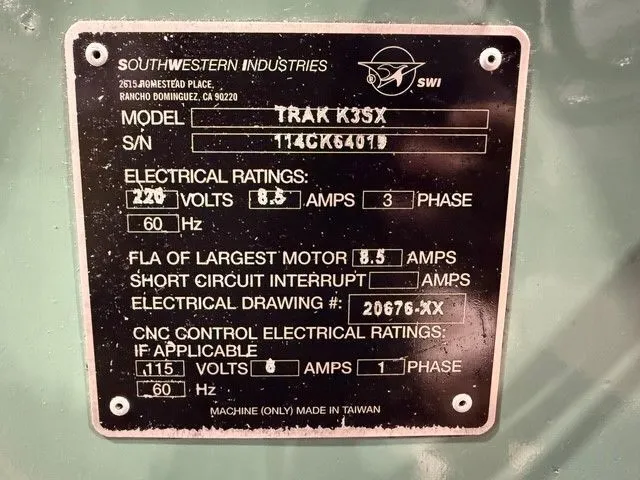 SOUTHWESTERN INDUSTRIES
2615 HOMESTEAD PLACE,
RANCHO DOMINGUEZ, CA 90220
® SWI
MODEL TRAK K3SX
S/N 114CK64019
ELECTRICAL RATINGS:
220 VOLTS 8.5 AMPS 3 PHASE
60 Hz
FLA OF LARGEST MOTOR 8.5 AMPS
SHORT CIRCUIT INTERRUPT AMPS
ELECTRICAL DRAWING #: 20676-XX
CNC CONTROL ELECTRICAL RATINGS:
IF APPLICABLE
115 VOLTS AMPS 1 PHASE
60 Hz
MACHINE (ONLY) MADE IN TAIWAN